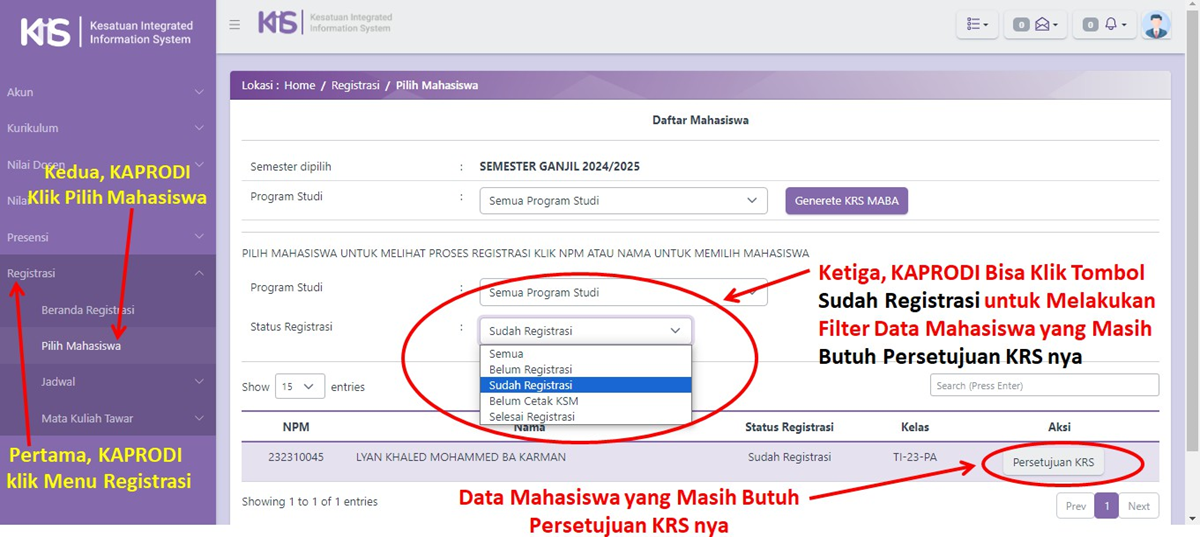 KIS
Kesatuan Integrated
Information System
KIS
Kesatuan Integrated
Information System
0
0
Lokasi : Home / Registrasi / Pilih Mahasiswa
Akun
Kurikulum
Nilai Dosen
Nilai
Presensi
Registrasi
Beranda Registrasi
Pilih Mahasiswa
Jadwal
Mata Kuliah Tawar
Kedua, KAPRODI
Klik Pilih Mahasiswa
Pertama, KAPRODI
klik Menu Registrasi
Daftar Mahasiswa
Semester dipilih : SEMESTER GANJIL 2024/2025
Program Studi : Semua Program Studi Generete KRS MABA
PILIH MAHASISWA UNTUK MELIHAT PROSES REGISTRASI KLIK NPM ATAU NAMA UNTUK MEMILIH MAHASISWA
Program Studi : Semua Program Studi
Status Registrasi : Sudah Registrasi
Semua
Belum Registrasi
Sudah Registrasi
Belum Cetak KSM
Selesai Registrasi
Ketiga, KAPRODI Bisa Klik Tombol
Sudah Registrasi untuk Melakukan
Filter Data Mahasiswa yang Masih
Butuh Persetujuan KRS nya
Show 15 entries
Search (Press Enter)
NPM Nama Status Registrasi Kelas Aksi
232310045 LYAN KHALED MOHAMMED BA KARMAN Sudah Registrasi TI-23-PA Persetujuan KRS
Showing 1 to 1 of 1 entries
Prev 1 Next
Data Mahasiswa yang Masih Butuh
Persetujuan KRS nya